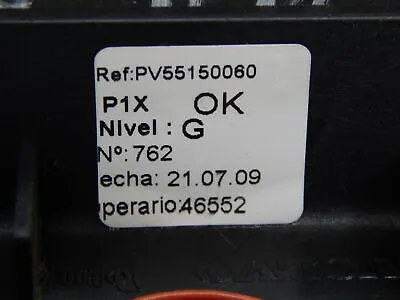 Ref:PV55150060
P1X OK
Nivel : G
Nº: 762
echa: 21.07.09
perario:46552